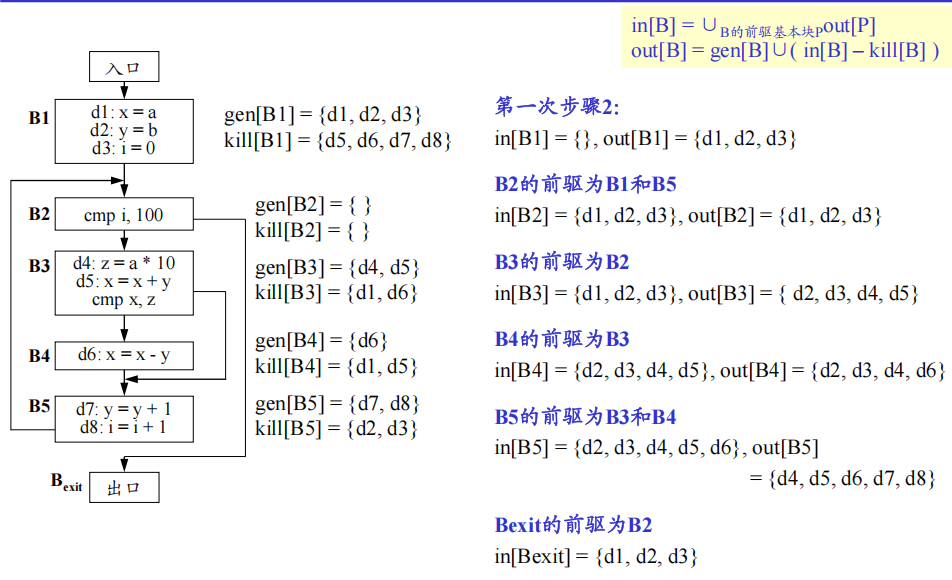 in[B] = ∪B的前驱基本块Pout[P]
out[B] = gen[B]∪( in[B] – kill[B] )
入口
B1
d1: x = a
d2: y = b
d3: i = 0
gen[B1] = {d1, d2, d3}
kill[B1] = {d5, d6, d7, d8}
B2
cmp i, 100
gen[B2] = { }
kill[B2] = { }
B3
d4: z = a * 10
d5: x = x + y
cmp x, z
gen[B3] = {d4, d5}
kill[B3] = {d1, d6}
B4
d6: x = x - y
gen[B4] = {d6}
kill[B4] = {d1, d5}
B5
d7: y = y + 1
d8: i = i + 1
gen[B5] = {d7, d8}
kill[B5] = {d2, d3}
Bexit
出口
第一次步骤2:
in[B1] = {}, out[B1] = {d1, d2, d3}
B2的前驱为B1和B5
in[B2] = {d1, d2, d3}, out[B2] = {d1, d2, d3}
B3的前驱为B2
in[B3] = {d1, d2, d3}, out[B3] = { d2, d3, d4, d5}
B4的前驱为B3
in[B4] = {d2, d3, d4, d5}, out[B4] = {d2, d3, d4, d6}
B5的前驱为B3和B4
in[B5] = {d2, d3, d4, d5, d6}, out[B5]
= {d4, d5, d6, d7, d8}
Bexit的前驱为B2
in[Bexit] = {d1, d2, d3}